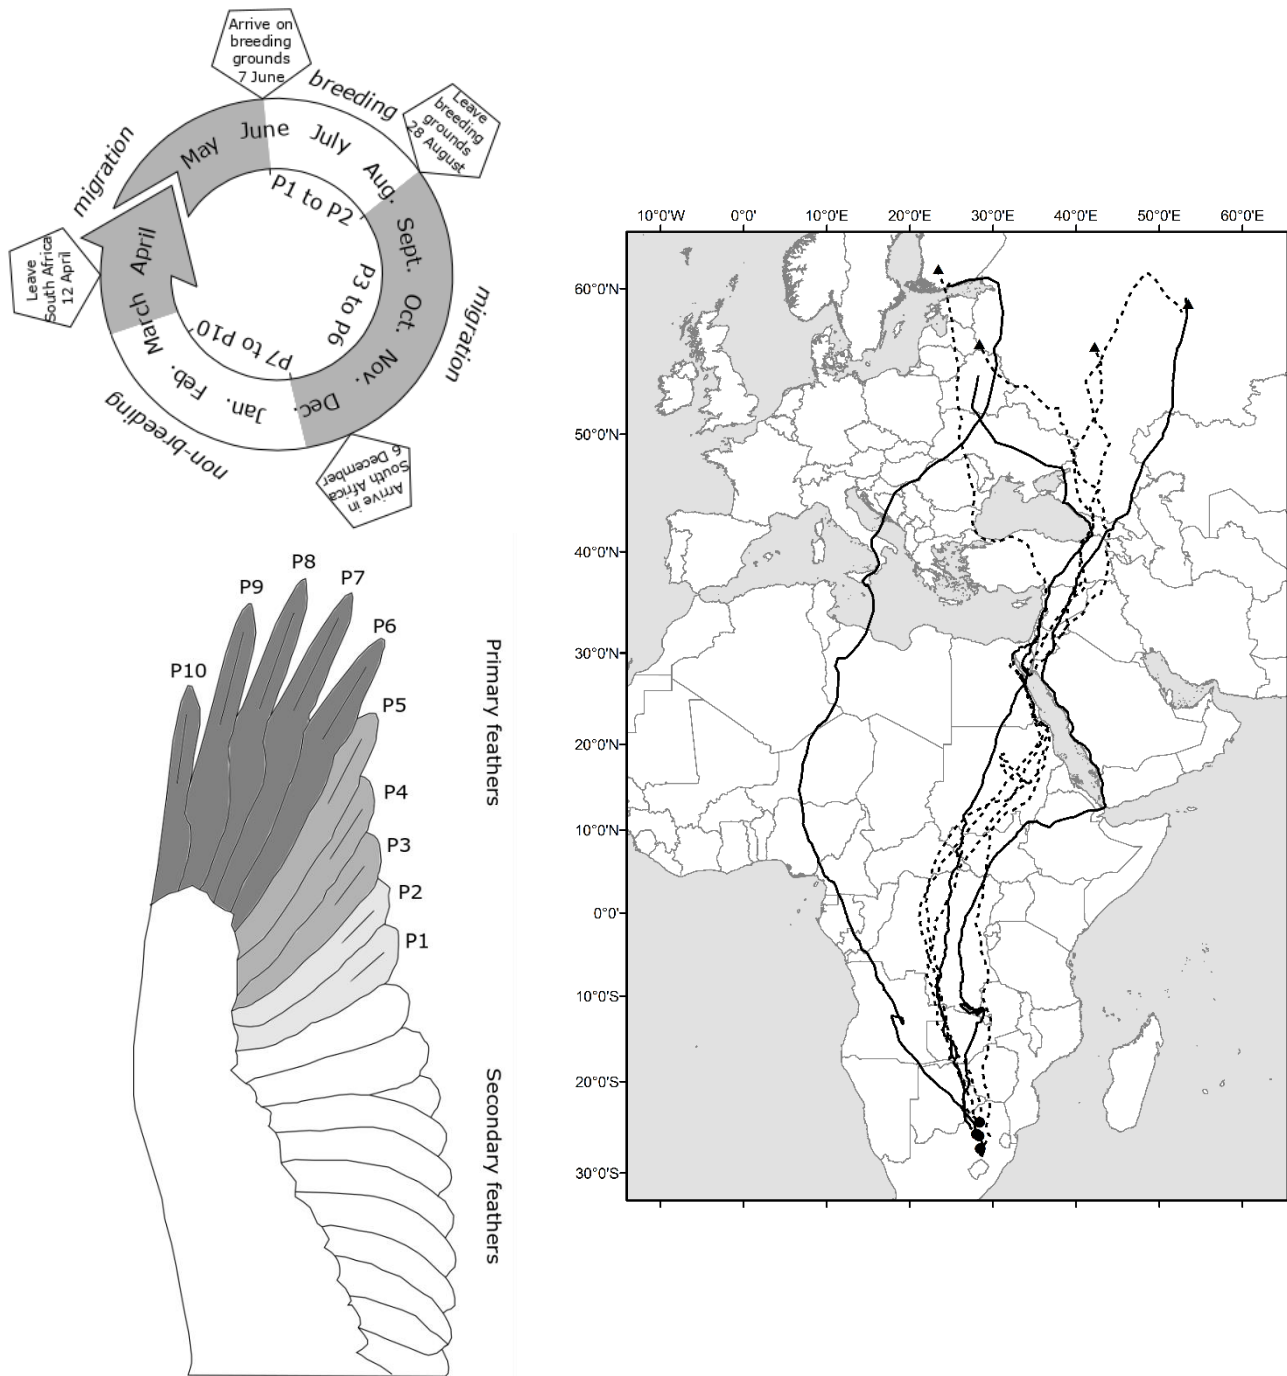 Arrive on
breeding
grounds
7 June
breeding
Leave
breeding
grounds
28 August
migration
Arrive in
South Africa
6 December
non-breeding
Leave
South Africa
12 April
migration
May
June
July
Aug.
Sept.
Oct.
Nov.
Dec.
Jan.
Feb.
March
April
P1 to P2
P3 to P6
P7 to P10'
P10
P9
P8
P7
P6
P5
P4
P3
P2
P1
Primary feathers
Secondary feathers
10°0'W
0°0'
10°0'E
20°0'E
30°0'E
40°0'E
50°0'E
60°0'E
60°0'N
50°0'N
40°0'N
30°0'N
20°0'N
10°0'N
0°0'
10°0'S
20°0'S
30°0'S